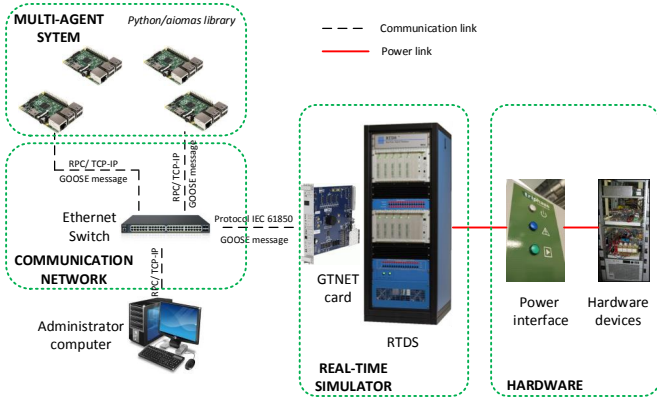 MULTI-AGENT
SYTEM
Python/aiomas library
Communication link
Power link
RPC/ TCP-IP
GOOSE message
RPC/ TCP-IP
GOOSE message
Ethernet
Switch
Protocol IEC 61850
GOOSE message
COMMUNICATION
NETWORK
RPC/ TCP-IP
Administrator
computer
GTNET
card
RTDS
REAL-TIME
SIMULATOR
Power
interface
Hardware
devices
HARDWARE